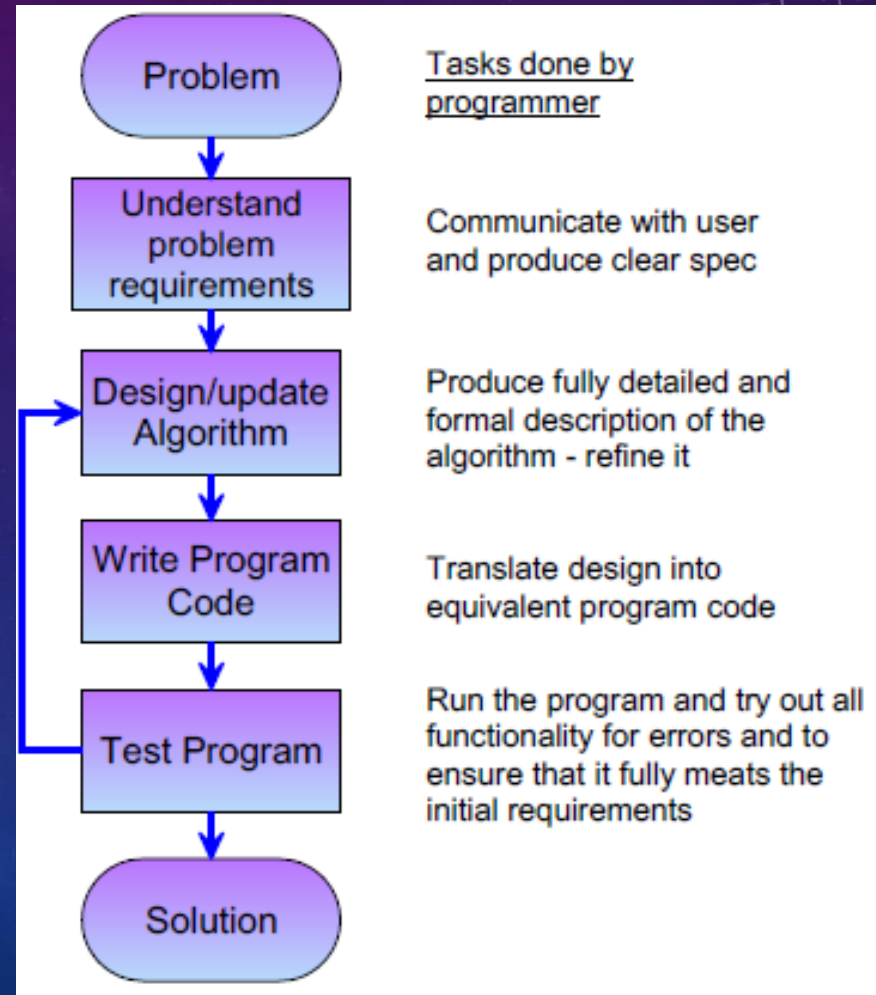 Problem
Tasks done by
programmer
Understand
problem
requirements
Communicate with user
and produce clear spec
Design/update
Algorithm
Produce fully detailed and
formal description of the
algorithm - refine it
Write Program
Code
Translate design into
equivalent program code
Test Program
Run the program and try out all
functionality for errors and to
ensure that it fully meats the
initial requirements
Solution